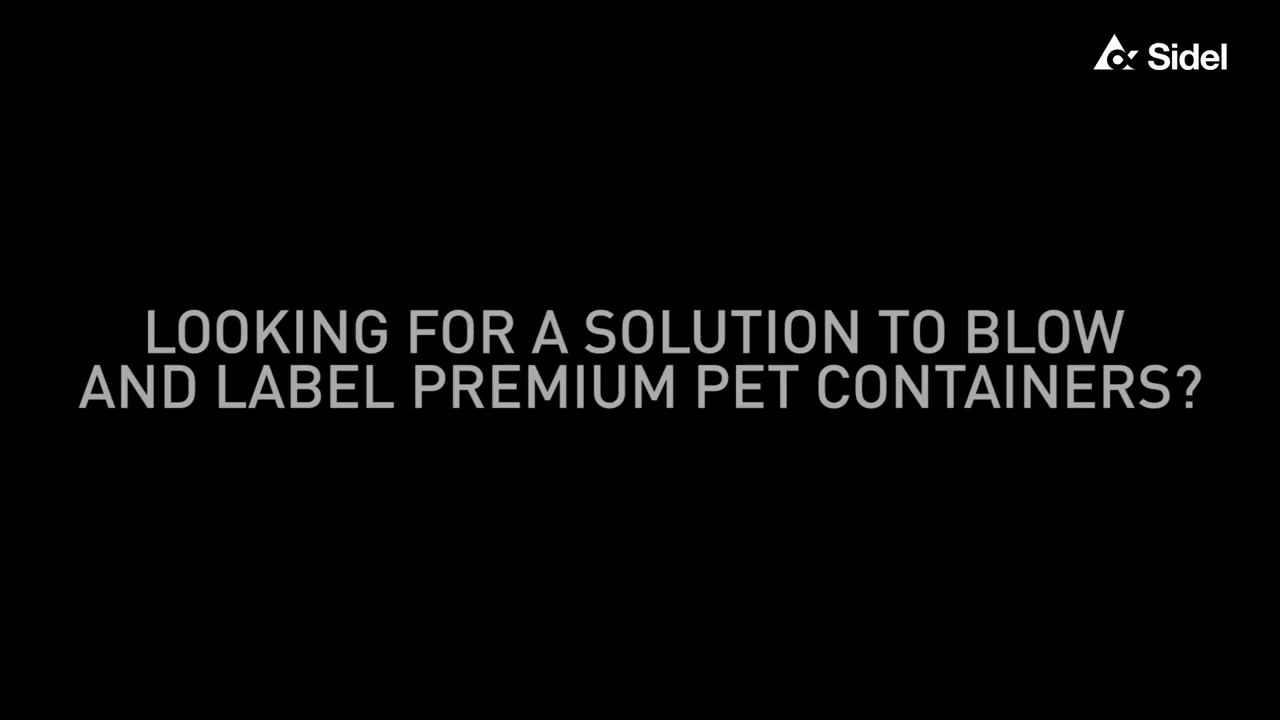 Sidel
LOOKING FOR A SOLUTION TO BLOW
AND LABEL PREMIUM PET CONTAINERS?